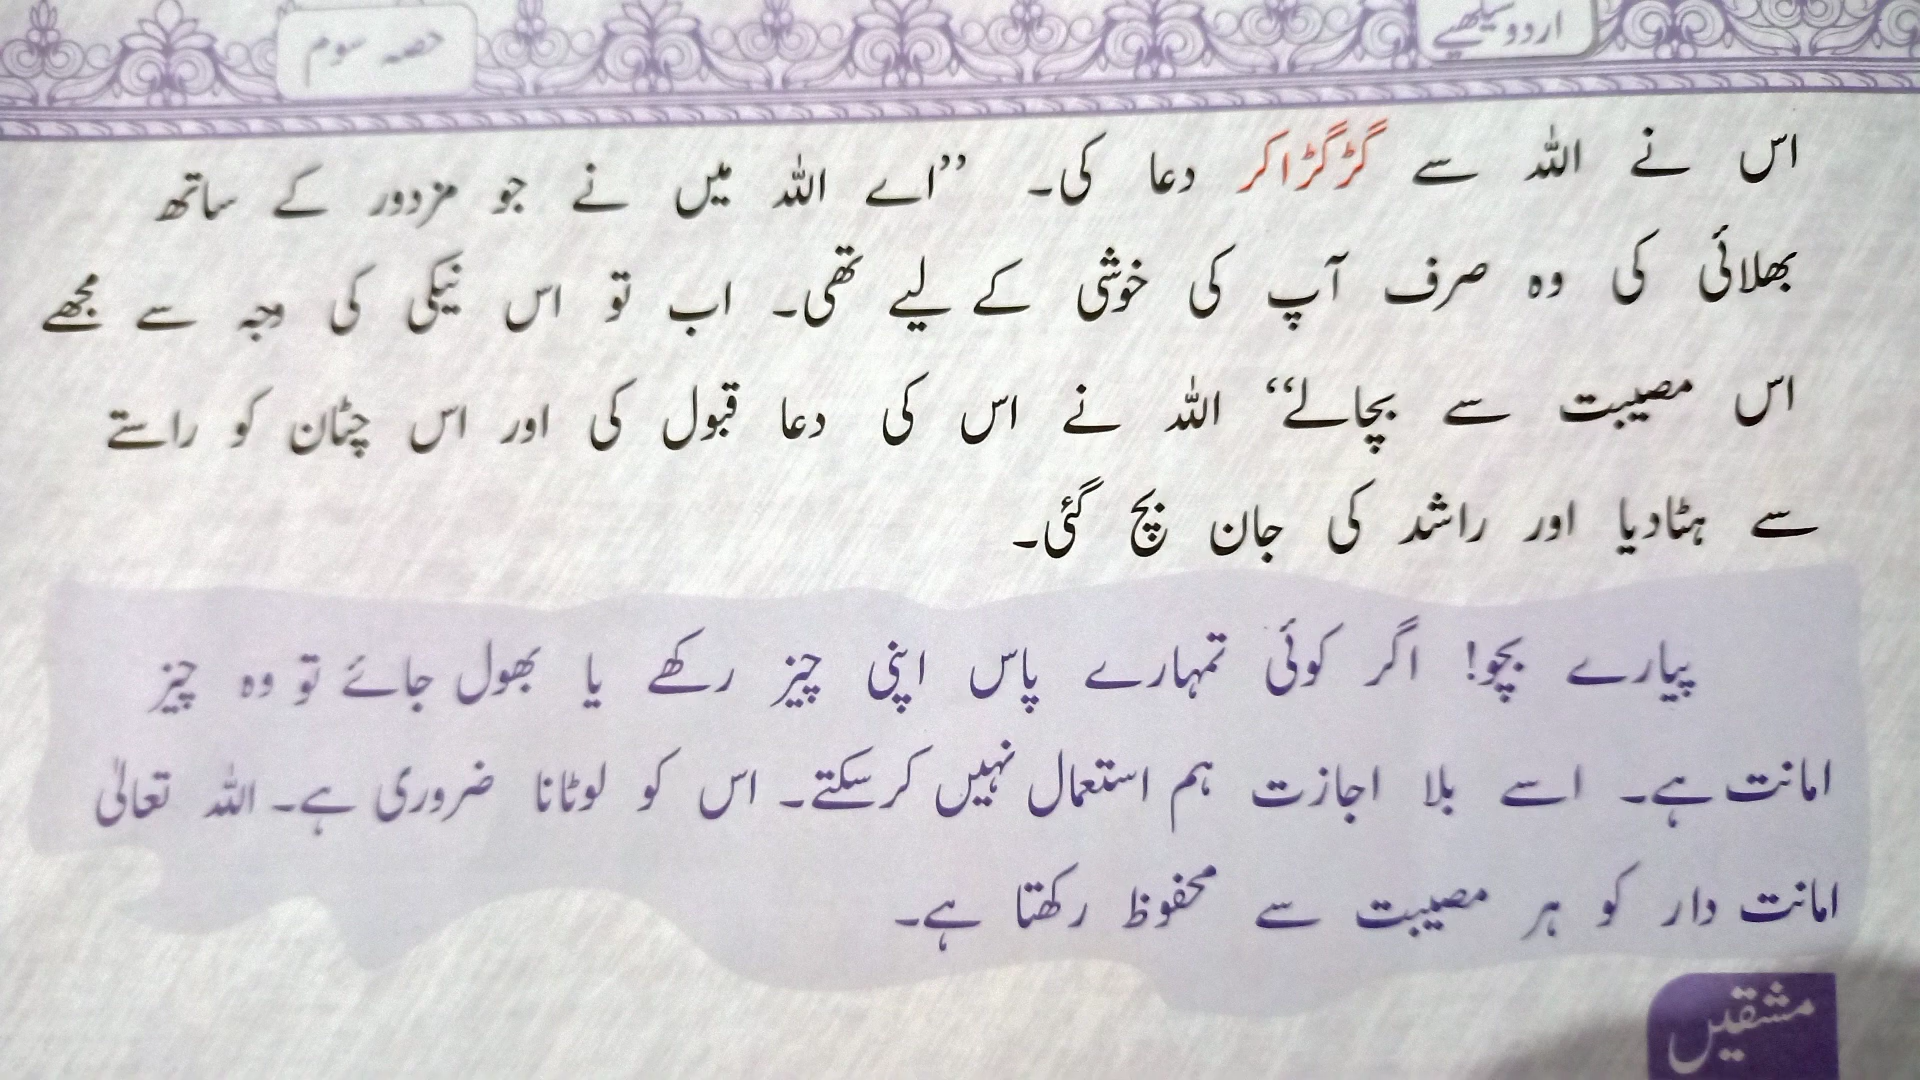 اردو سیکھیے
حصہ سوم
اس نے اللہ سے گڑگڑاکر دعا کی۔ ’’اے اللہ میں نے جو مزدور کے ساتھ
بھلائی کی وہ صرف آپ کی خوشی کے لیے تھی۔ اب تو اس نیکی کی وجہ سے مجھے
اس مصیبت سے بچالے‘‘ اللہ نے اس کی دعا قبول کی اور اس چٹان کو راستے
سے ہٹادیا اور راشد کی جان بچ گئی۔
پیارے بچو! اگر کوئی تمہارے پاس اپنی چیز رکھے یا بھول جائے تو وہ چیز
امانت ہے۔ اسے بلا اجازت ہم استعمال نہیں کرسکتے۔ اس کو لوٹانا ضروری ہے۔ اللہ تعالیٰ
امانت دار کو ہر مصیبت سے محفوظ رکھتا ہے۔
مشقیں